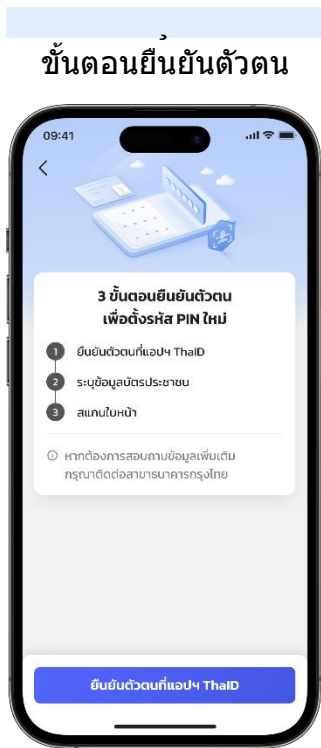 ขั้นตอนยืนยันตัวตน
09:41
3 ขั้นตอนยืนยันตัวตน
เพื่อตั้งรหัส PIN ใหม่
1 ยืนยันตัวตนที่แอปฯ ThaID
2 ระบุข้อมูลบัตรประชาชน
3 สแกนใบหน้า
หากต้องการสอบถามข้อมูลเพิ่มเติม
กรุณาติดต่อสาขาธนาคารกรุงไทย
ยืนยันตัวตนที่แอปฯ ThaID